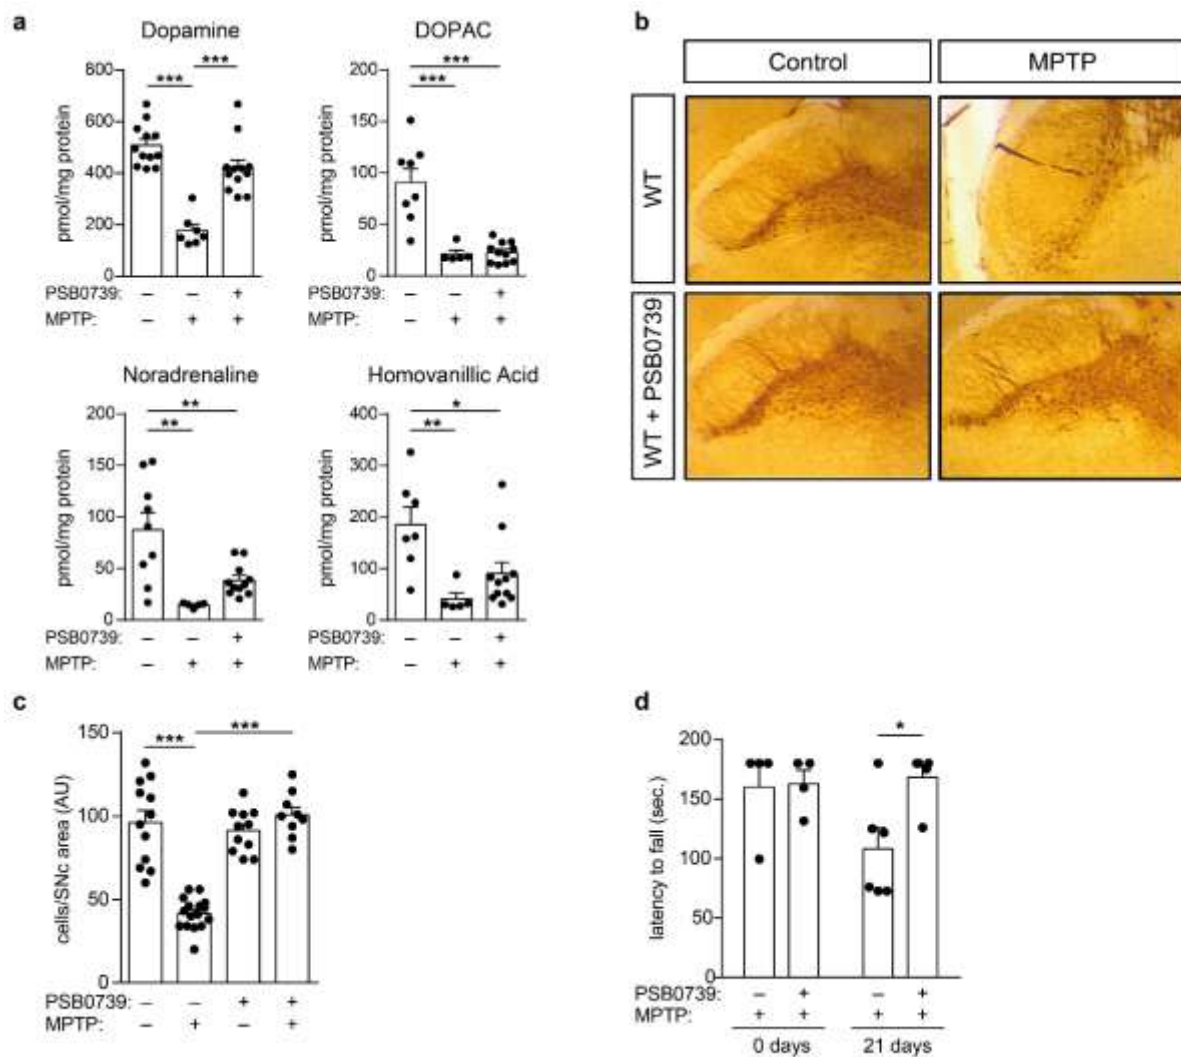 a
Dopamine
***
***
800
600
400
200
0
pmol/mg protein
PSB0739: – – +
MPTP: – + +
DOPAC
***
***
200
150
100
50
0
pmol/mg protein
PSB0739: – – +
MPTP: – + +
Noradrenaline
**
**
200
150
100
50
0
pmol/mg protein
PSB0739: – – +
MPTP: – + +
Homovanillic Acid
*
**
400
300
200
100
0
pmol/mg protein
PSB0739: – – +
MPTP: – + +
b
Control
MPTP
WT
WT + PSB0739
c
***
***
150
100
50
0
cells/SNc area (AU)
PSB0739: – – + +
MPTP: – + – +
d
*
200
150
100
50
0
latency to fall (sec.)
PSB0739: – + – +
MPTP: + + + +
0 days
21 days